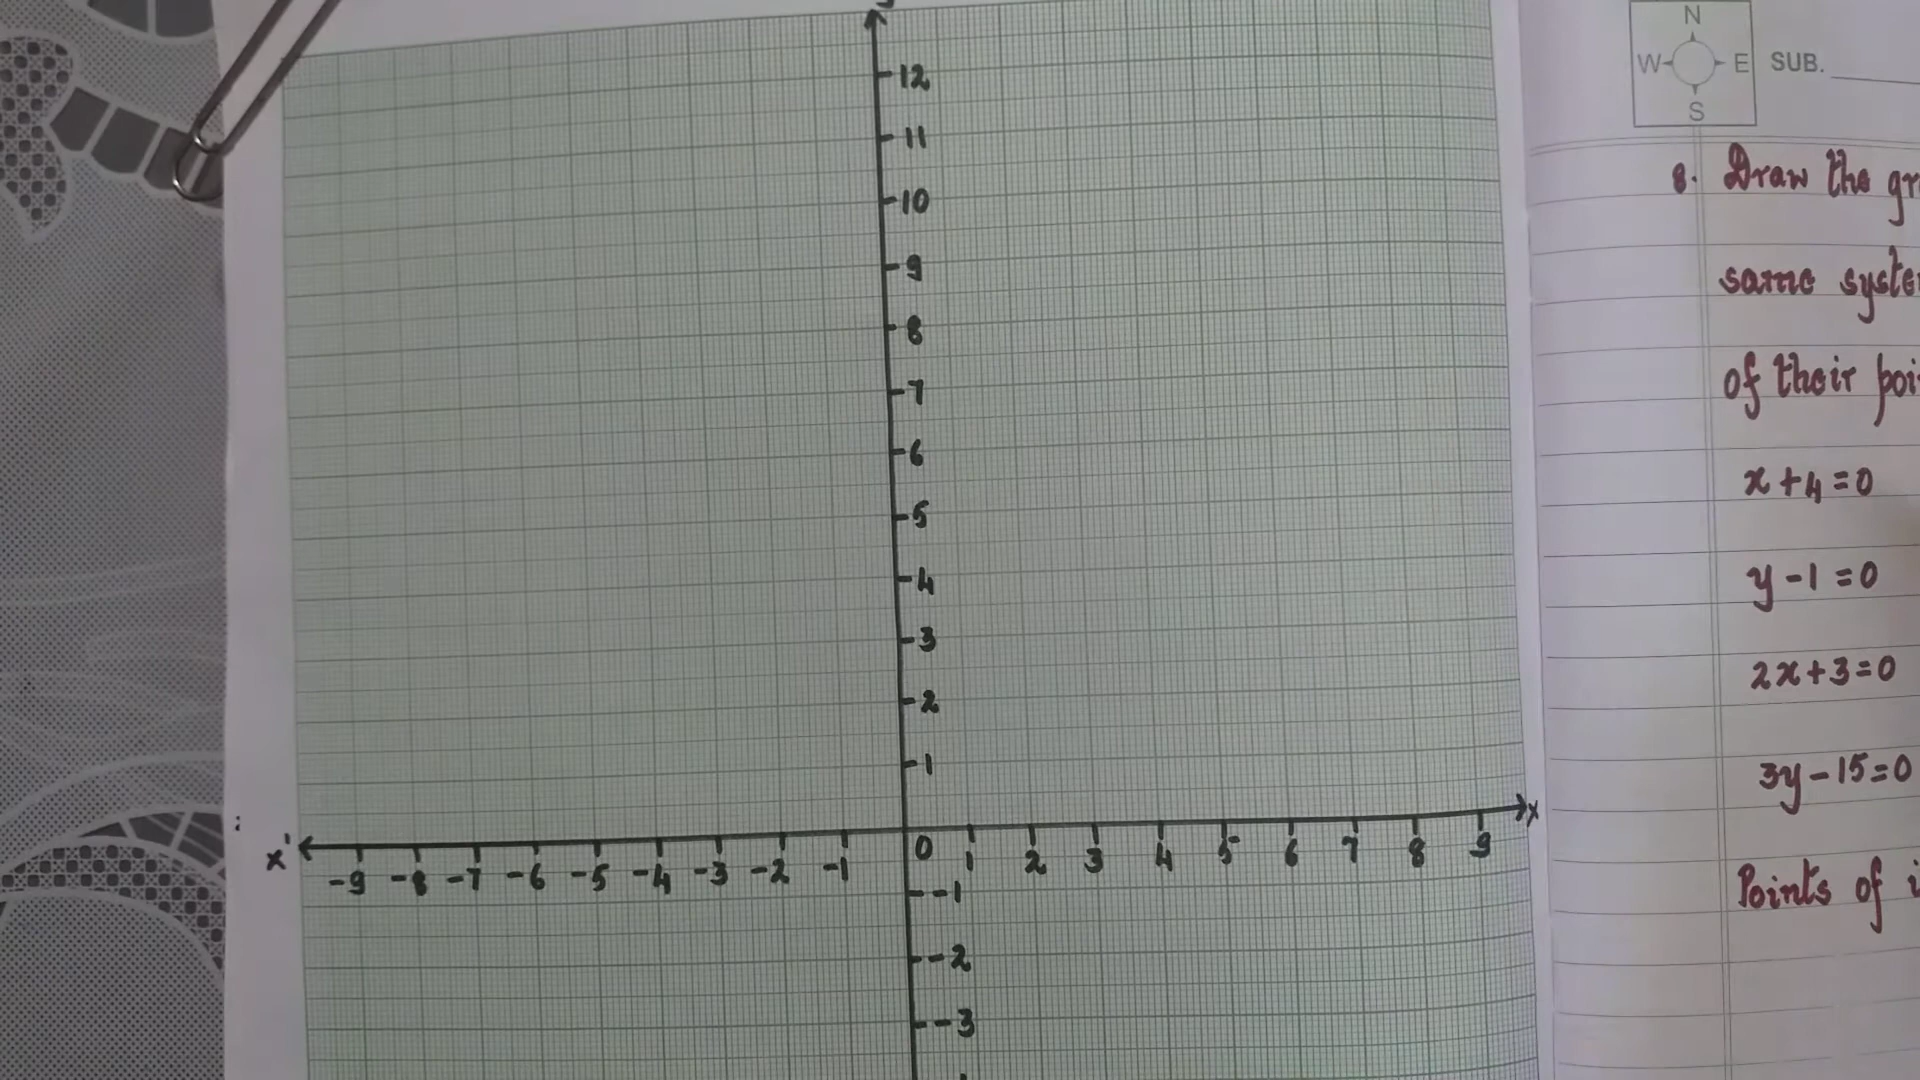 12
11
10
9
8
7
6
5
4
3
2
1
x' -9 -8 -7 -6 -5 -4 -3 -2 -1 0 1 2 3 4 5 6 7 8 9 x
-1
-2
-3
N
W E SUB.
S
8. Draw the
same
of their
x+4=0
y-1=0
2x+3=0
3y-15=0
Points of